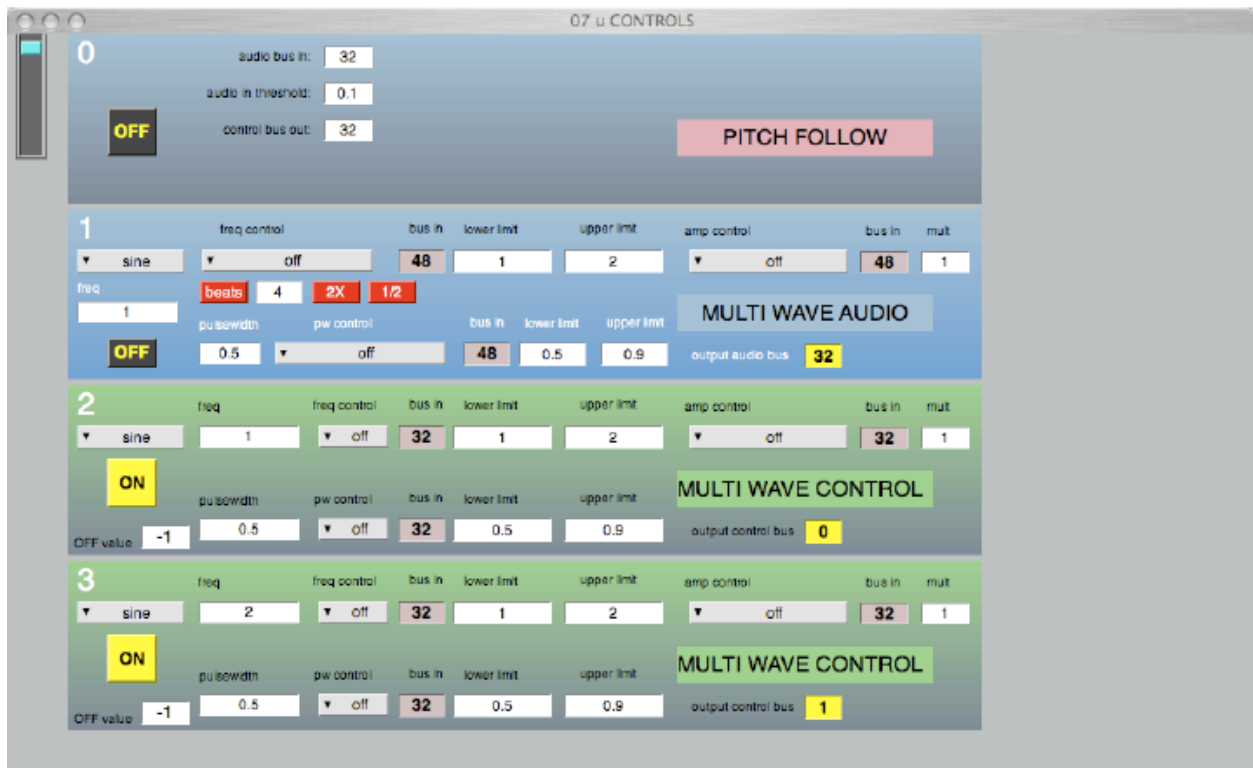 07 u CONTROLS
0
audio bus in: 32
audio in threshold: 0.1
OFF
control bus out: 32
PITCH FOLLOW
1
freq control bus in lower limit upper limit amp control bus in mult
sine off 48 1 2 off 48 1
freq beats 4 2X 1/2
1 MULTI WAVE AUDIO
pulsewidth pw control bus in lower limit upper limit
OFF 0.5 off 48 0.5 0.9 output audio bus 32
2
freq freq control bus in lower limit upper limit amp control bus in mult
sine 1 off 32 1 2 off 32 1
ON MULTI WAVE CONTROL
pulsewidth pw control bus in lower limit upper limit
OFF value -1 0.5 off 32 0.5 0.9 output control bus 0
3
freq freq control bus in lower limit upper limit amp control bus in mult
sine 2 off 32 1 2 off 32 1
ON MULTI WAVE CONTROL
pulsewidth pw control bus in lower limit upper limit
OFF value -1 0.5 off 32 0.5 0.9 output control bus 1